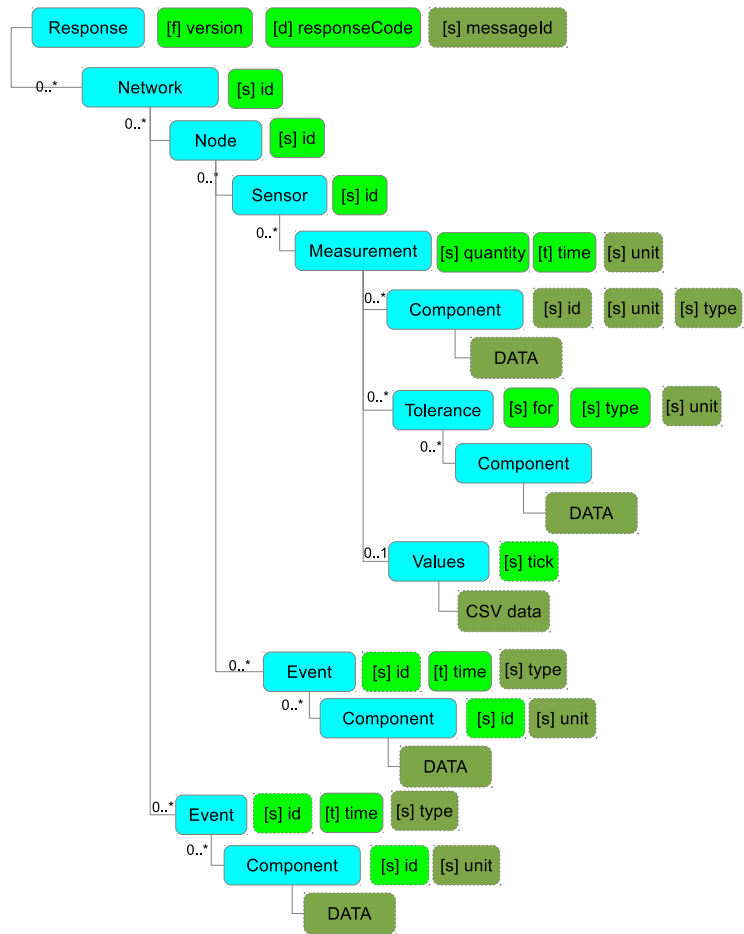 Response [f] version [d] responseCode [s] messageId
0..* Network [s] id
0..* Node [s] id
0..* Sensor [s] id
0..* Measurement [s] quantity [t] time [s] unit
0..* Component [s] id [s] unit [s] type
DATA
0..* Tolerance [s] for [s] type [s] unit
0..* Component
DATA
0..1 Values [s] tick
CSV data
0..* Event [s] id [t] time [s] type
0..* Component [s] id [s] unit
DATA
0..* Event [s] id [t] time [s] type
0..* Component [s] id [s] unit
DATA